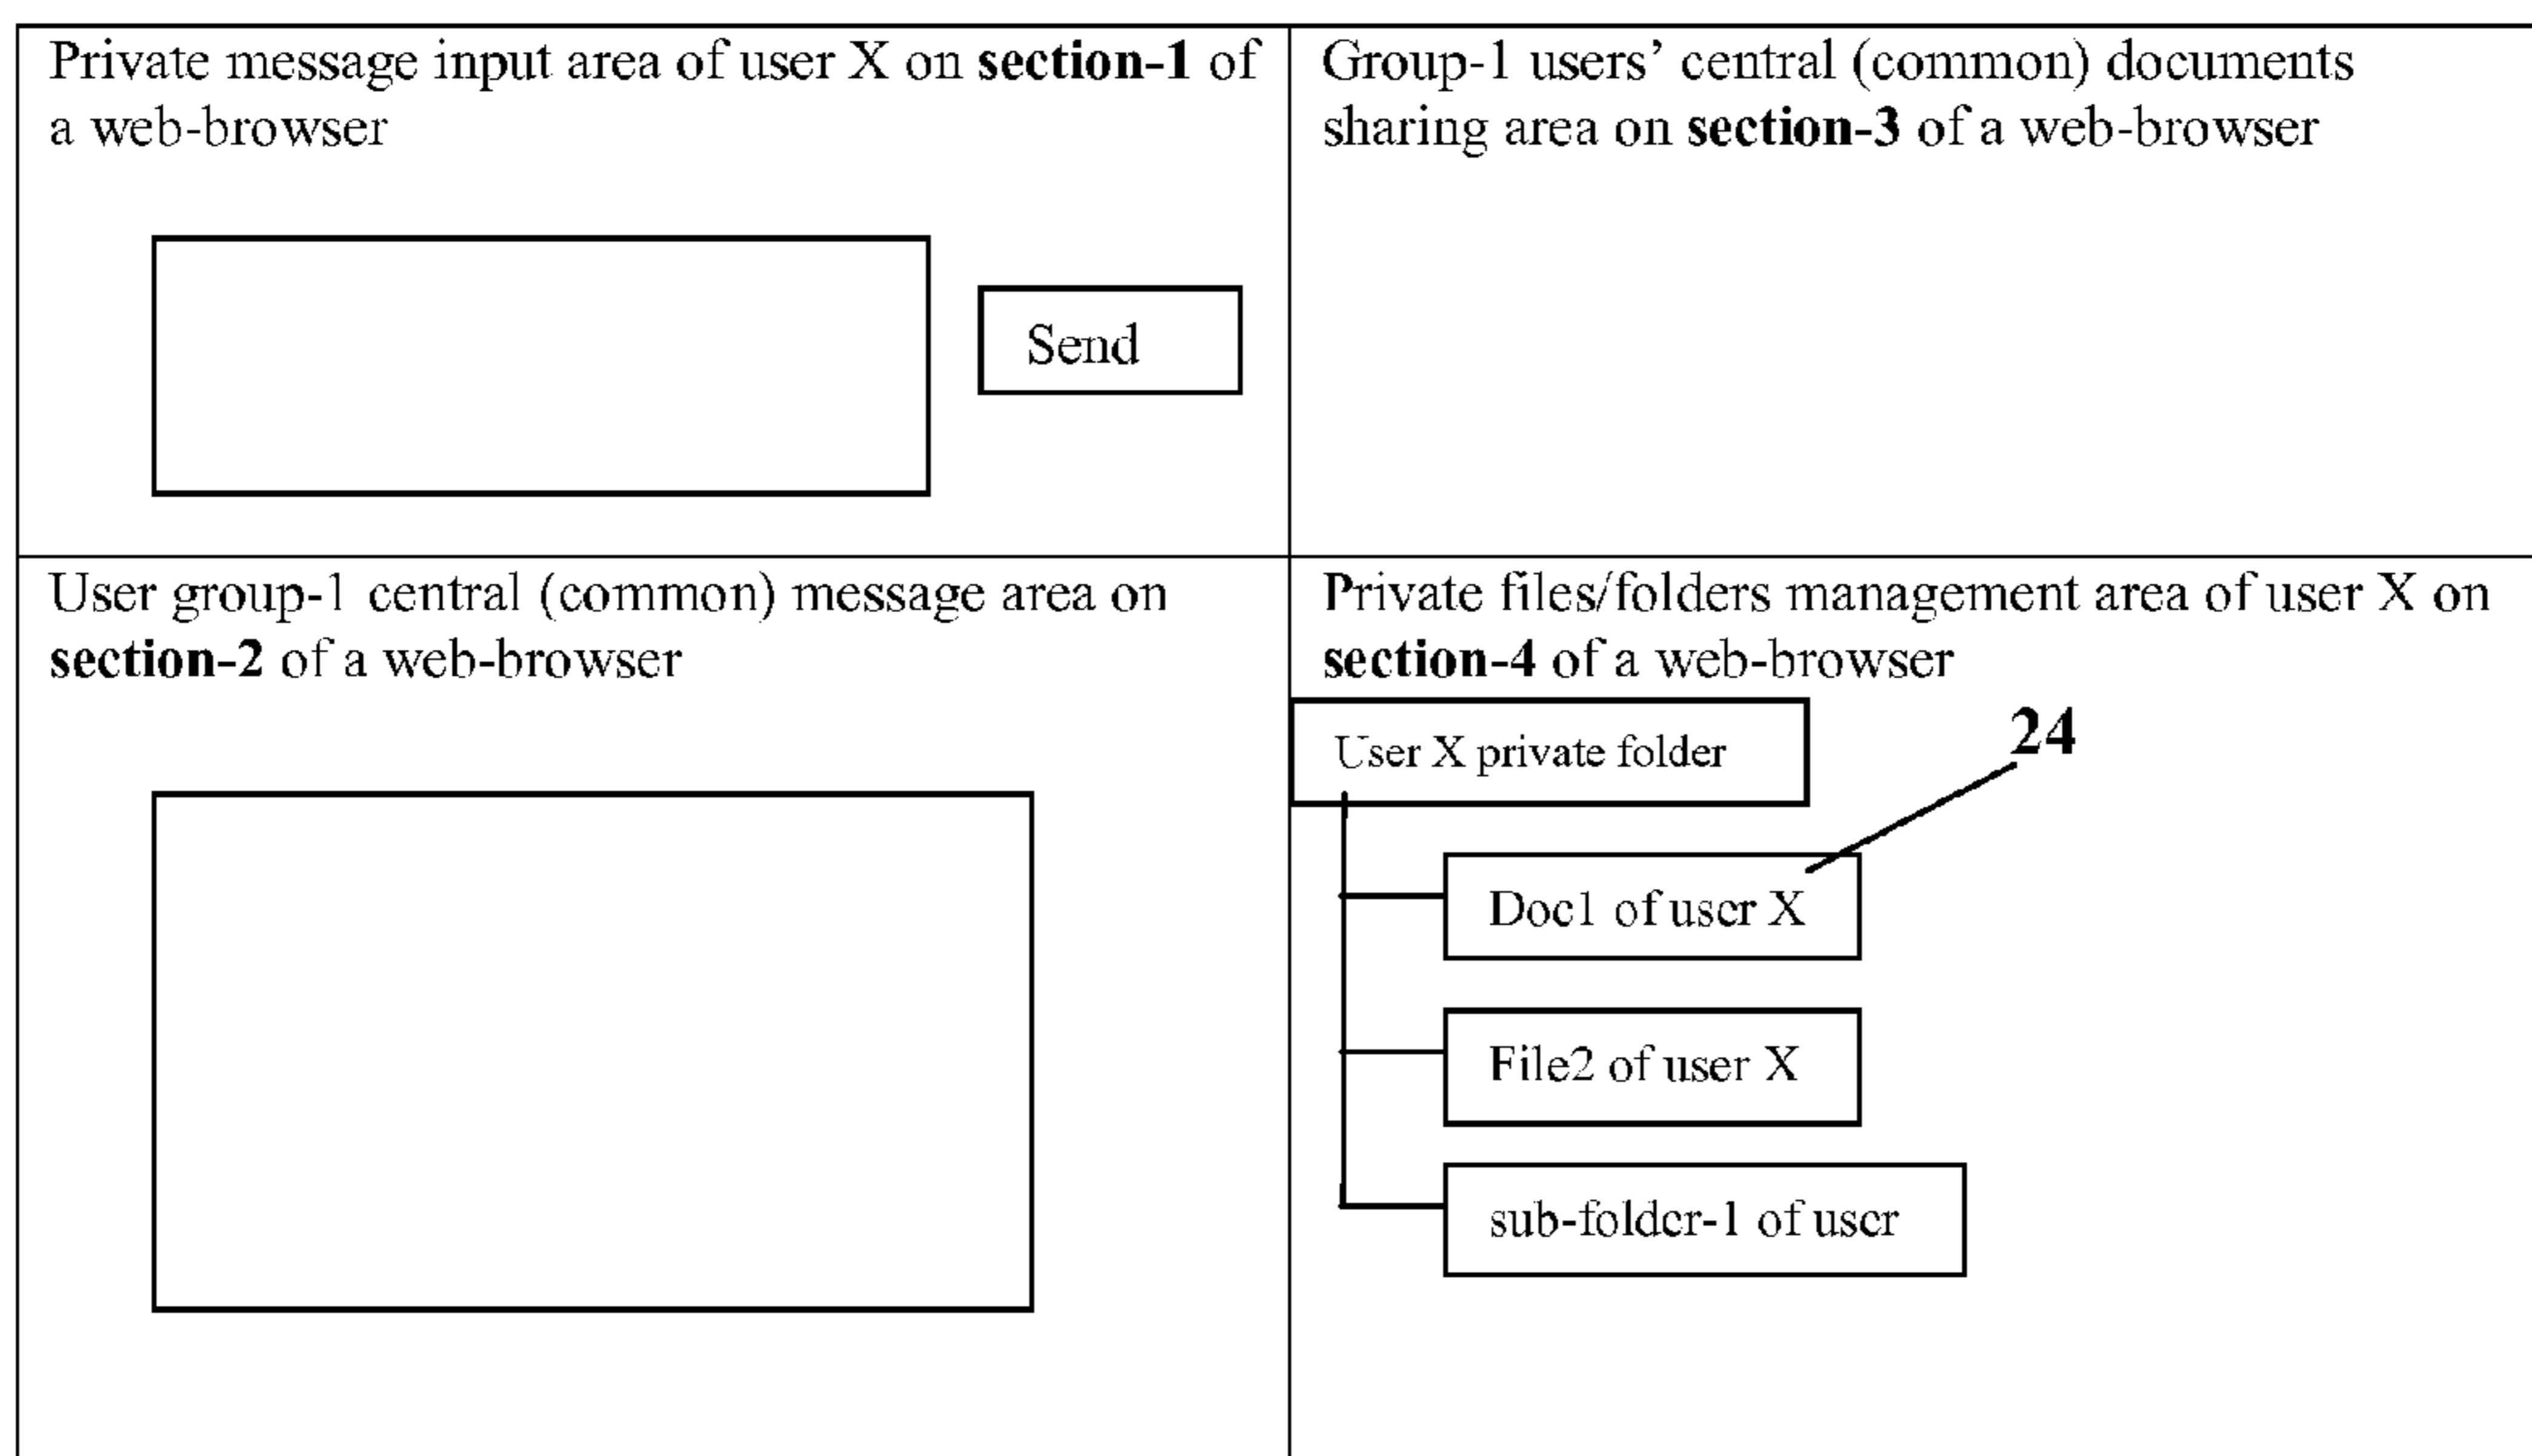 Private message input area of user X on section-1 of
a web-browser
Send
Group-1 users’ central (common) documents
sharing area on section-3 of a web-browser
User group-1 central (common) message area on
section-2 of a web-browser
Private files/folders management area of user X on
section-4 of a web-browser
User X private folder
24
Doc1 of user X
File2 of user X
sub-folder-1 of user